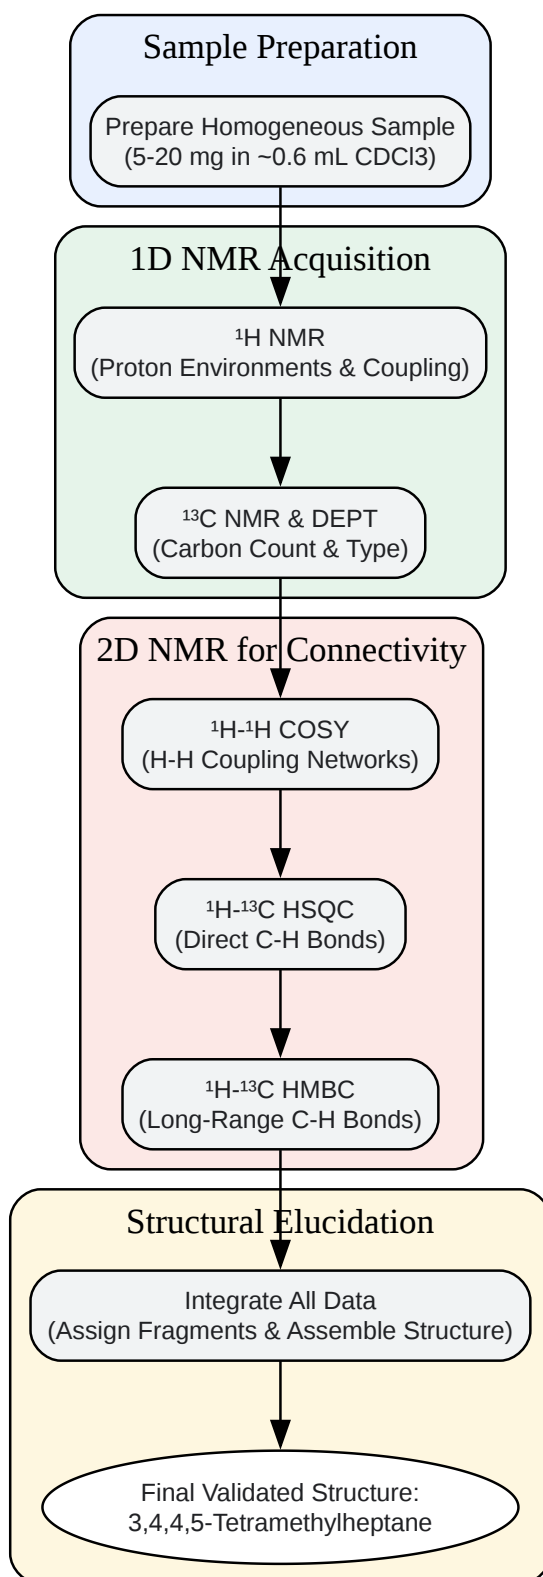 Sample Preparation
Prepare Homogeneous Sample
(5-20 mg in ~0.6 mL CDCl3)
1D NMR Acquisition
¹H NMR
(Proton Environments & Coupling)
¹³C NMR & DEPT
(Carbon Count & Type)
2D NMR for Connectivity
¹H-¹H COSY
(H-H Coupling Networks)
¹H-¹³C HSQC
(Direct C-H Bonds)
¹H-¹³C HMBC
(Long-Range C-H Bonds)
Structural Elucidation
Integrate All Data
(Assign Fragments & Assemble Structure)
Final Validated Structure:
3,4,4,5-Tetramethylheptane